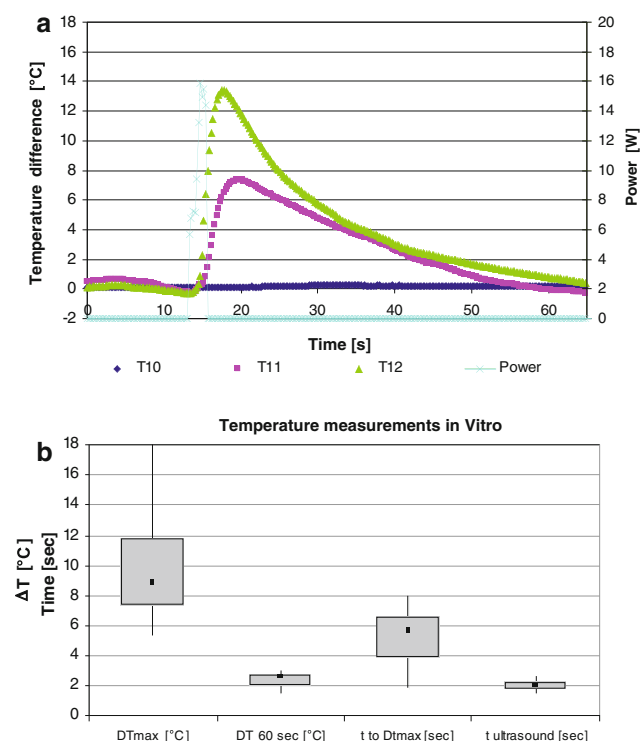 a
18
16
14
12
10
8
6
4
2
0
-2
Temperature difference [°C]
20
18
16
14
12
10
8
6
4
2
0
Power [W]
0 10 20 30 40 50 60
Time [s]
T10 T11 T12 Power
Temperature measurements in Vitro
b
18
16
14
12
10
8
6
4
2
0
ΔT [°C]
Time [sec]
DTmax [°C] DT 60 sec [°C] t to Dtmax [sec] t ultrasound [sec]